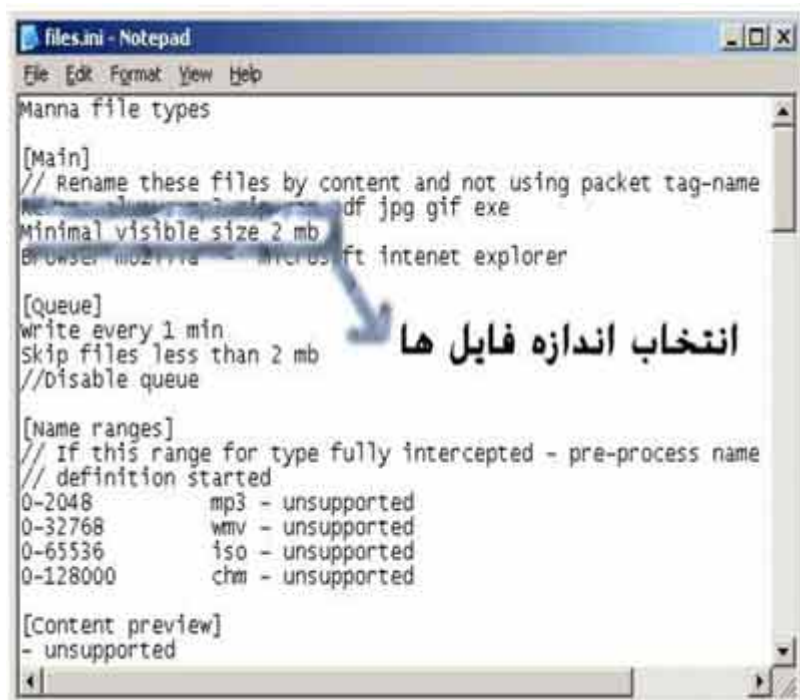 files.ini - Notepad
File Edit Format View Help
Manna file types
[Main]
// Rename these files by content and not using packet tag-name
df jpg gif exe
Minimal visible size 2 mb
Browser mozilla - microsoft intenet explorer
[Queue]
write every 1 min
Skip files less than 2 mb
//Disable queue
انتخاب اندازه فایل ها
[Name ranges]
// If this range for type fully intercepted - pre-process name
// definition started
0-2048 mp3 - unsupported
0-32768 wmv - unsupported
0-65536 iso - unsupported
0-128000 chm - unsupported
[Content preview]
- unsupported